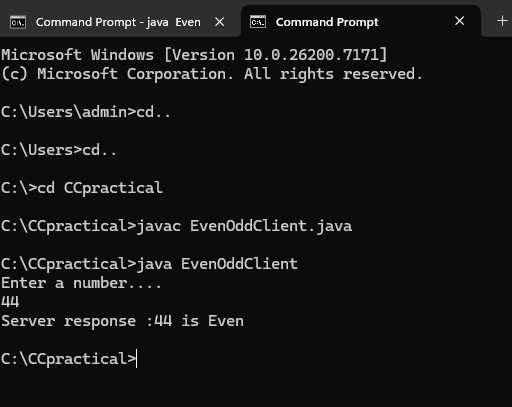 Command Prompt - java Even
Command Prompt
Microsoft Windows [Version 10.0.26200.7171]
(c) Microsoft Corporation. All rights reserved.
C:\Users\admin>cd..
C:\Users>cd..
C:\>cd CCpractical
C:\CCpractical>javac EvenOddClient.java
C:\CCpractical>java EvenOddClient
Enter a number....
44
Server response :44 is Even
C:\CCpractical>